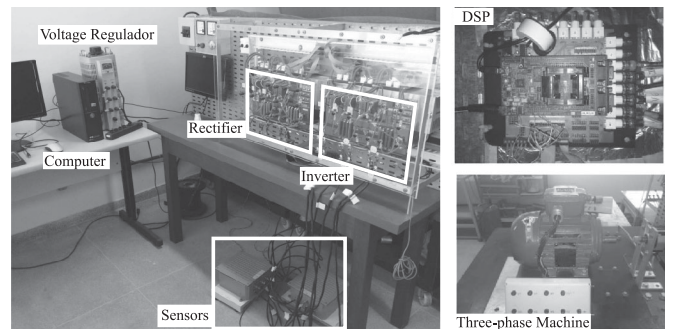 Voltage Regulador
Computer
Rectifier
Inverter
Sensors
DSP
Three-phase Machine